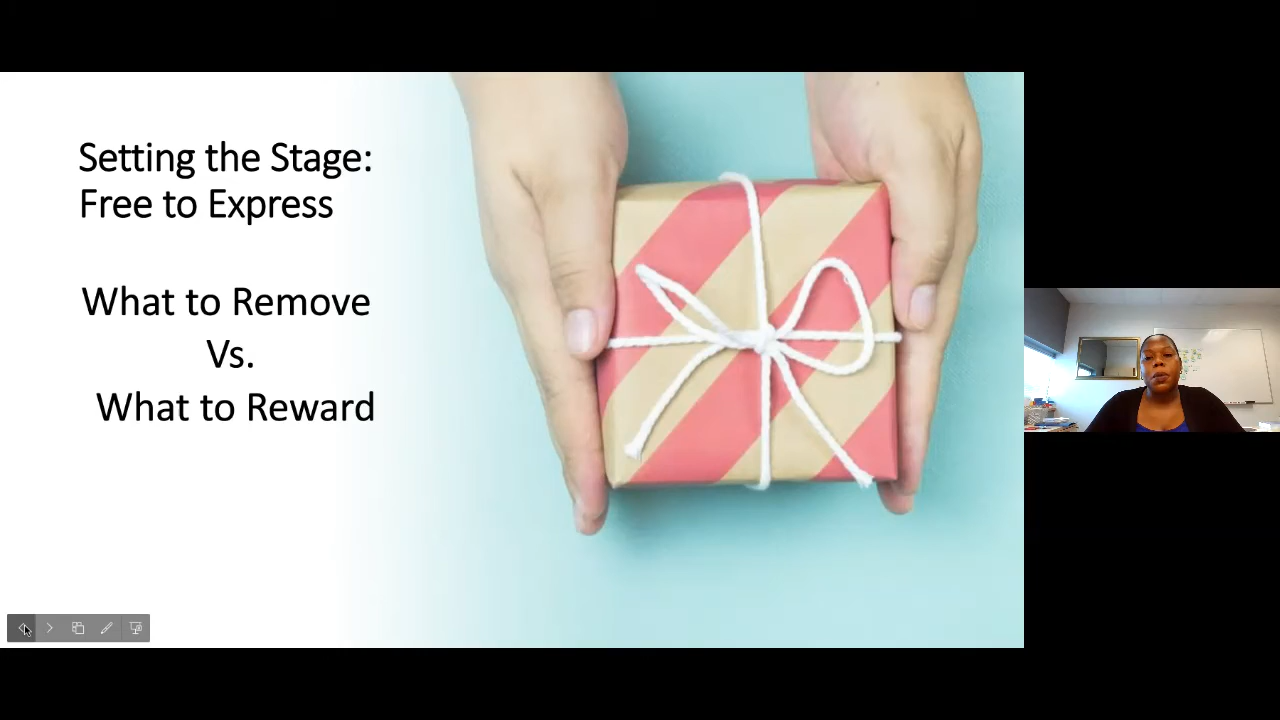 Setting the Stage:
Free to Express
What to Remove
Vs.
What to Reward